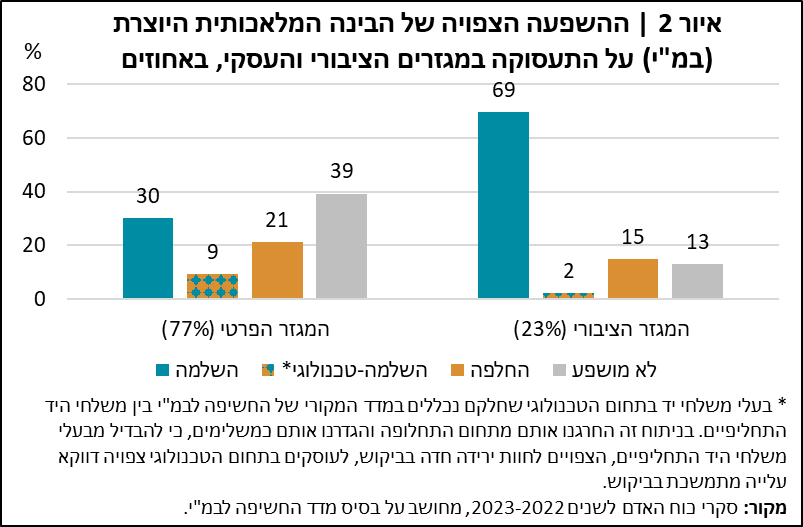 איור 2 | ההשפעה הצפויה של הבינה המלאכותית היוצרת
(במ"י) על התעסוקה במגזרים הציבורי והעסקי, באחוזים
%
80
60
40
20
0
30
9
21
39
69
2
15
13
המגזר הפרטי (77%)
המגזר הציבורי (23%)
השלמה
השלמה-טכנולוגי*
החלפה
לא מושפע
* בעלי משלחי יד בתחום הטכנולוגי שחלקם נכללים במדד המקורי של החשיפה לבמ"י בין משלחי היד
התחליפיים. בניתוח זה החרגנו אותם מתחום התחלופה והגדרנו אותם כמשלימים, כי להבדיל מבעלי
משלחי היד התחליפיים, הצפויים לחוות ירידה חדה בביקוש, לעוסקים בתחום הטכנולוגי צפויה דווקא
עלייה מתמשכת בביקוש.
מקור: סקרי כוח האדם לשנים 2023-2022, מחושב על בסיס מדד החשיפה לבמ"י.